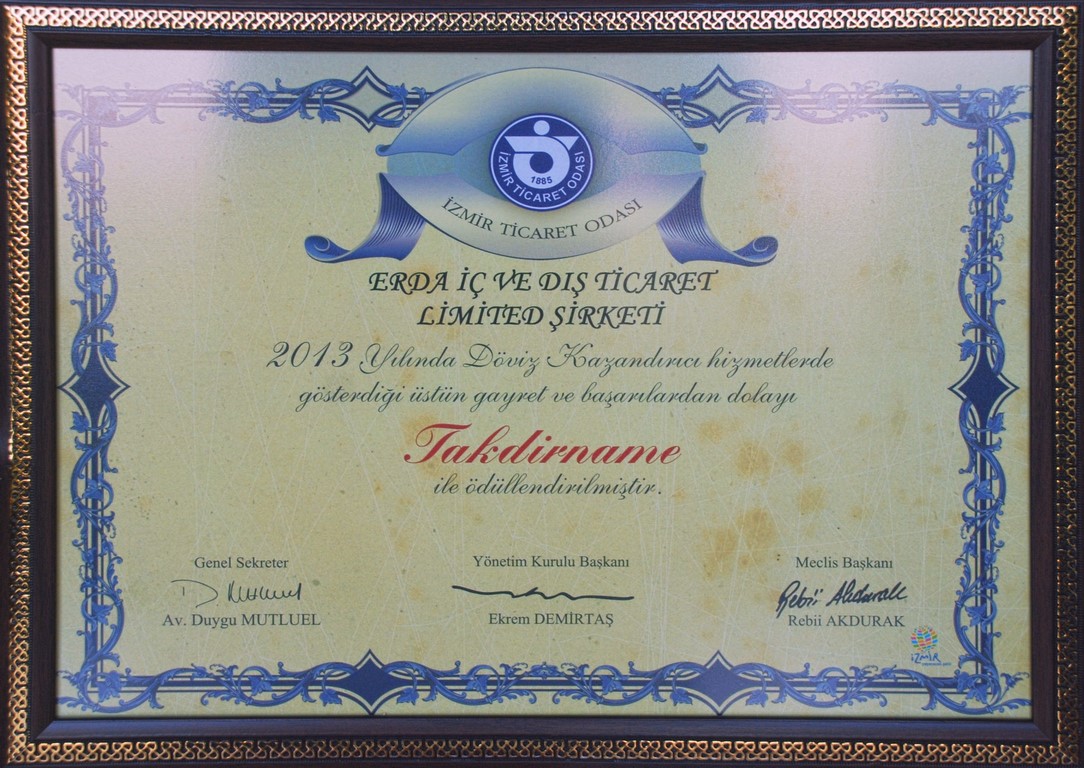 İZMİR TİCARET ODASI
1885
İZMİR TİCARET ODASI
ERDA İÇ VE DIŞ TİCARET
LİMİTED ŞİRKETİ
2013 Yılında Döviz Kazandırıcı hizmetlerde
gösterdiği üstün gayret ve başarılardan dolayı
Takdirname
ile ödüllendirilmiştir.
Genel Sekreter
Av. Duygu MUTLUEL
Yönetim Kurulu Başkanı
Ekrem DEMİRTAŞ
Meclis Başkanı
Rebii Akdurak
Rebii AKDURAK
İZMİR